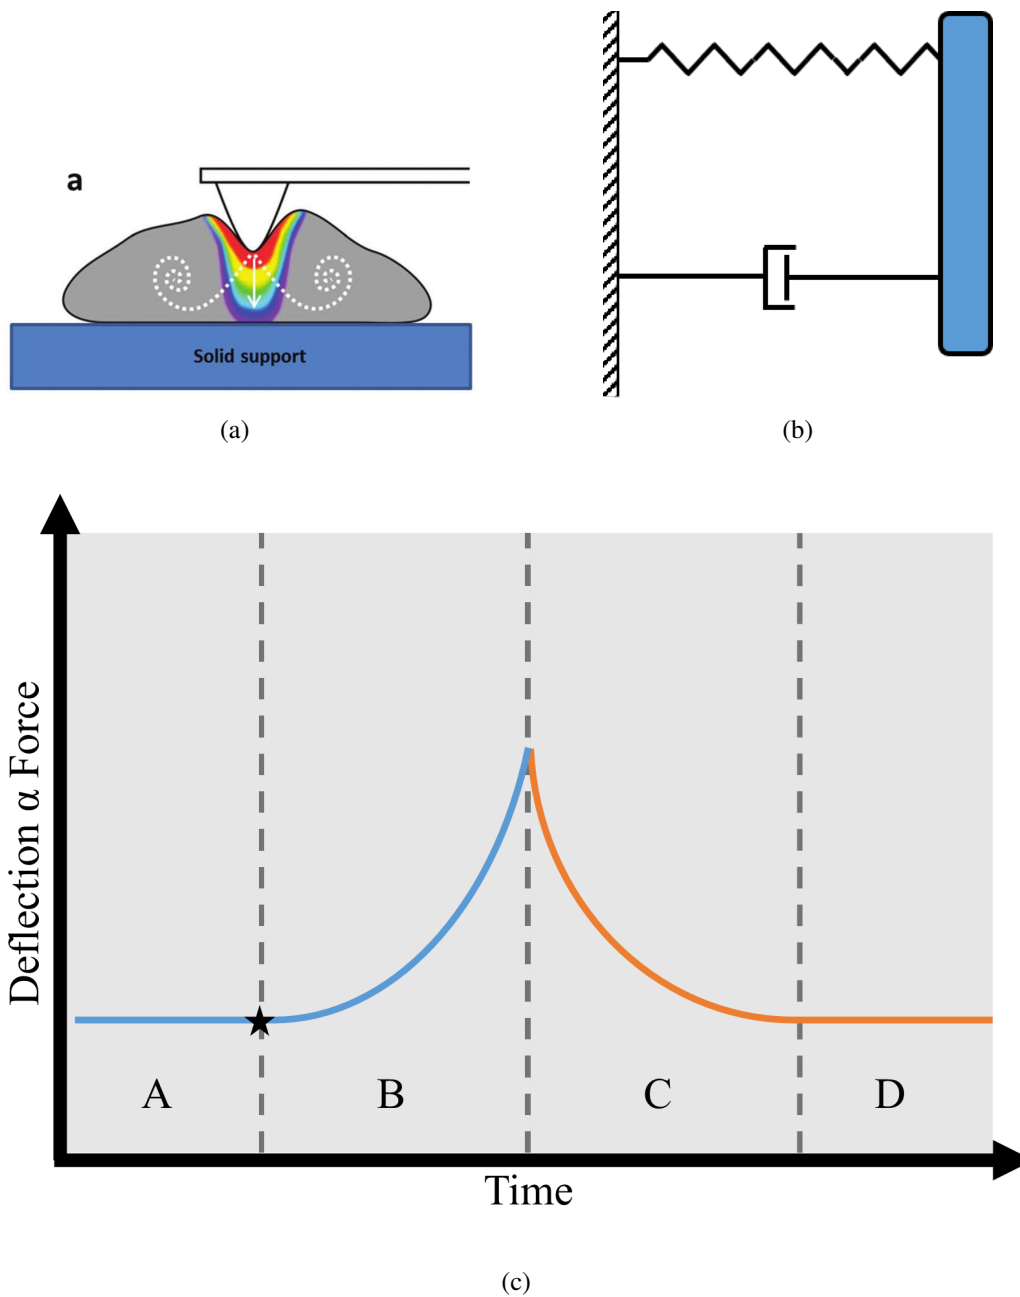 a
Solid support
(a)
(b)
Deflection α Force
A
B
C
D
Time
(c)